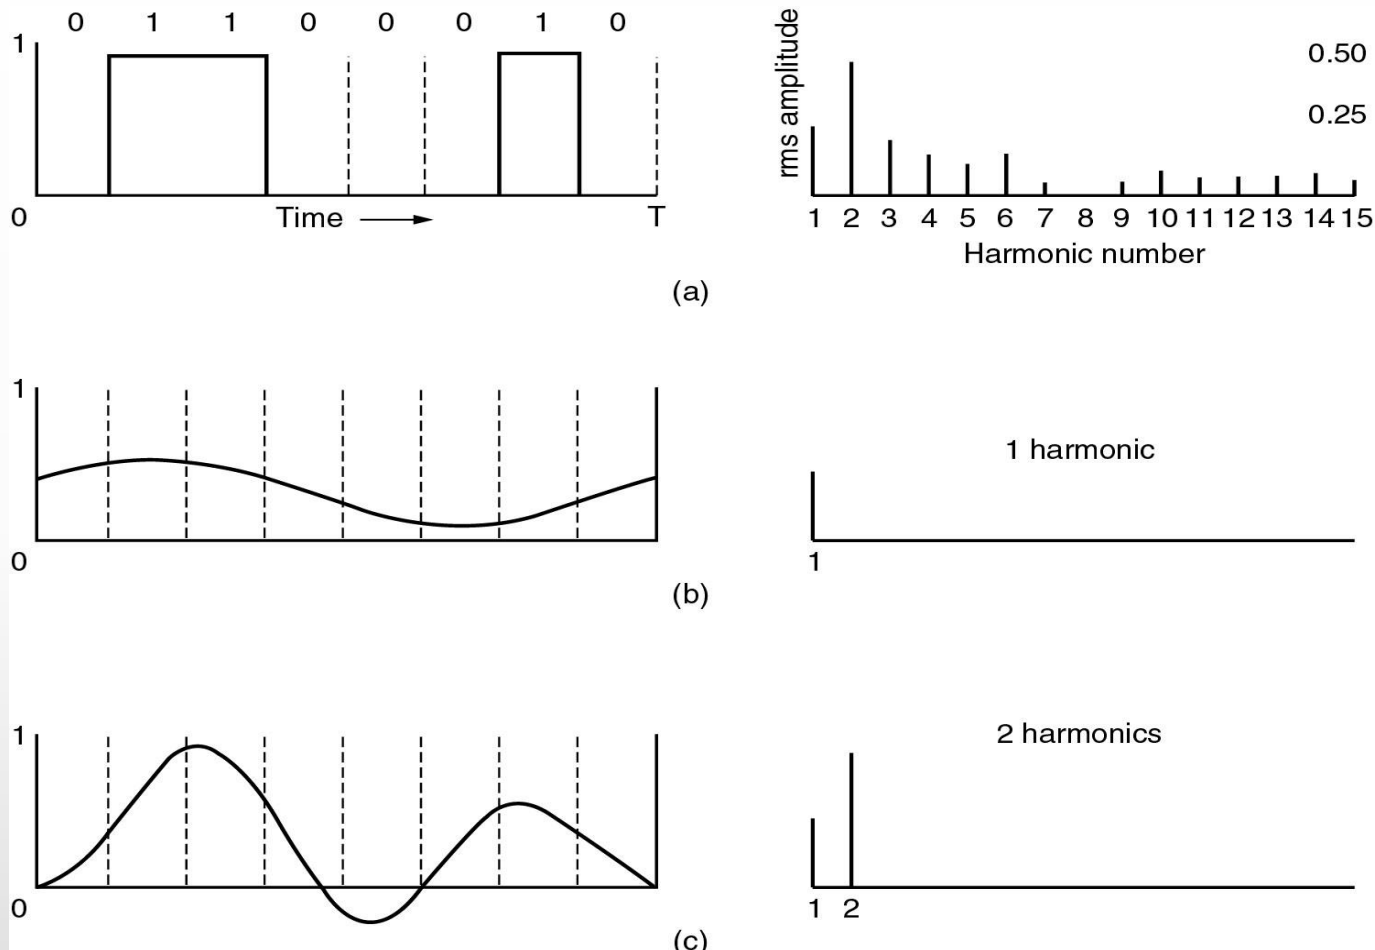 0 1 1 0 0 0 1 0
1
0
Time
T
rms amplitude
0.50
0.25
1 2 3 4 5 6 7 8 9 10 11 12 13 14 15
Harmonic number
(a)
1
0
1 harmonic
1
(b)
1
0
2 harmonics
1 2
(c)